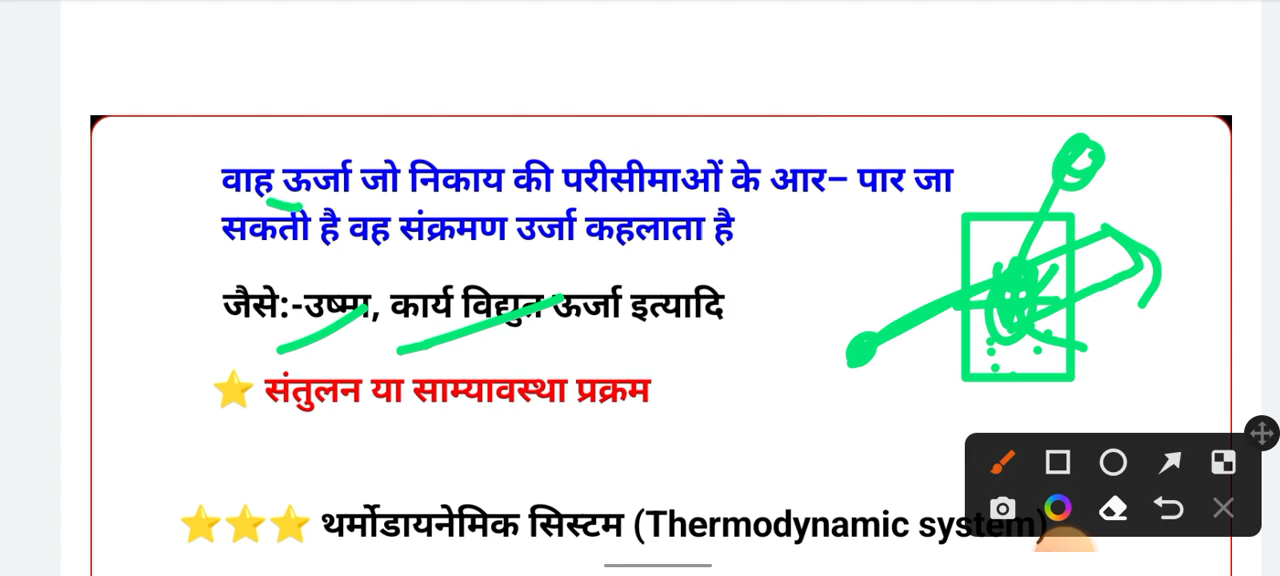 वाह ऊर्जा जो निकाय की परीसीमाओं के आर– पार जा
सकती है वह संक्रमण उर्जा कहलाता है
जैसे:-उष्मा, कार्य विद्युत ऊर्जा इत्यादि
⭐ संतुलन या साम्यावस्था प्रक्रम
⭐⭐⭐ थर्मोडायनेमिक सिस्टम (Thermodynamic system)